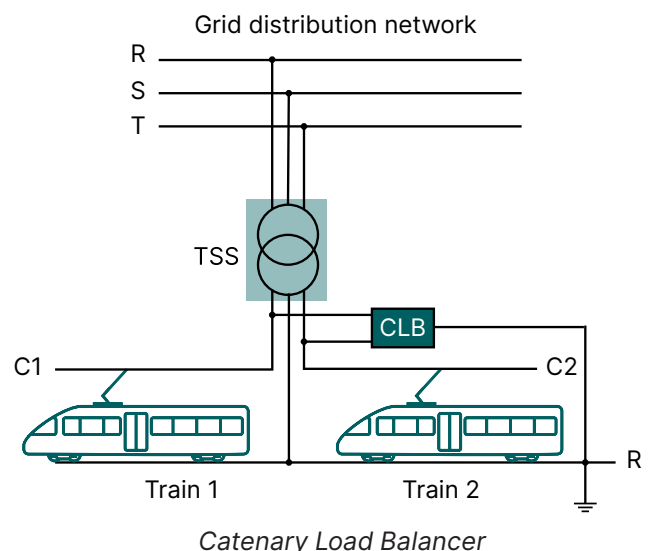 Grid distribution network
R
S
T
TSS
CLB
C1
C2
R
Train 1
Train 2
Catenary Load Balancer